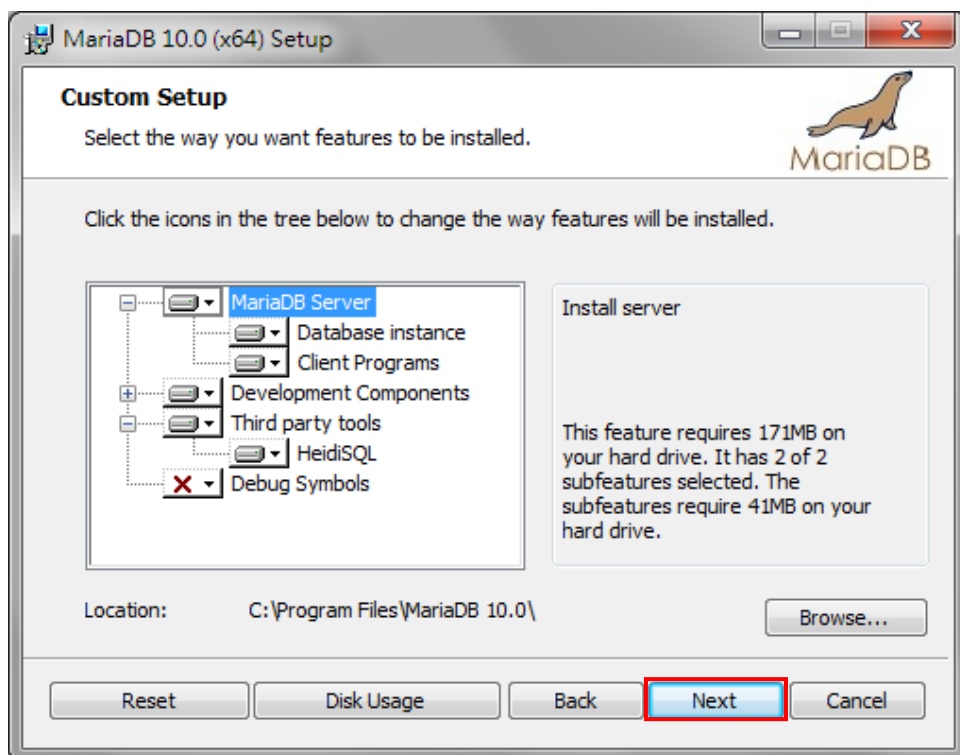 MariaDB 10.0 (x64) Setup
Custom Setup
Select the way you want features to be installed.
MariaDB
Click the icons in the tree below to change the way features will be installed.
MariaDB Server
Database instance
Client Programs
Development Components
Third party tools
HeidiSQL
Debug Symbols
Install server
This feature requires 171MB on
your hard drive. It has 2 of 2
subfeatures selected. The
subfeatures require 41MB on your
hard drive.
Location: C:\Program Files\MariaDB 10.0\
Browse...
Reset Disk Usage Back Next Cancel